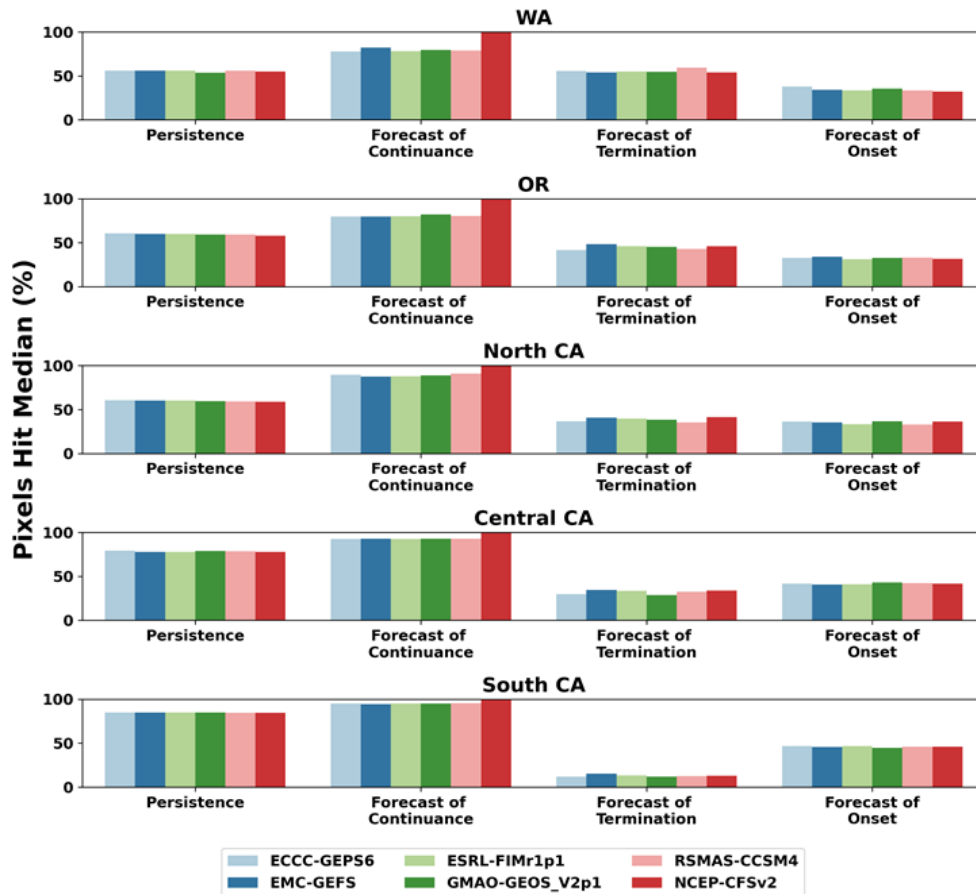 WA
100
50
0
Persistence
Forecast of
Continuance
Forecast of
Termination
Forecast of
Onset
OR
100
50
0
Persistence
Forecast of
Continuance
Forecast of
Termination
Forecast of
Onset
Pixels Hit Median (%)
North CA
100
50
0
Persistence
Forecast of
Continuance
Forecast of
Termination
Forecast of
Onset
Central CA
100
50
0
Persistence
Forecast of
Continuance
Forecast of
Termination
Forecast of
Onset
South CA
100
50
0
Persistence
Forecast of
Continuance
Forecast of
Termination
Forecast of
Onset
ECCC-GEPS6
EMC-GEFS
ESRL-FIMr1p1
GMAO-GEOS_V2p1
RSMAS-CCSM4
NCEP-CFSv2